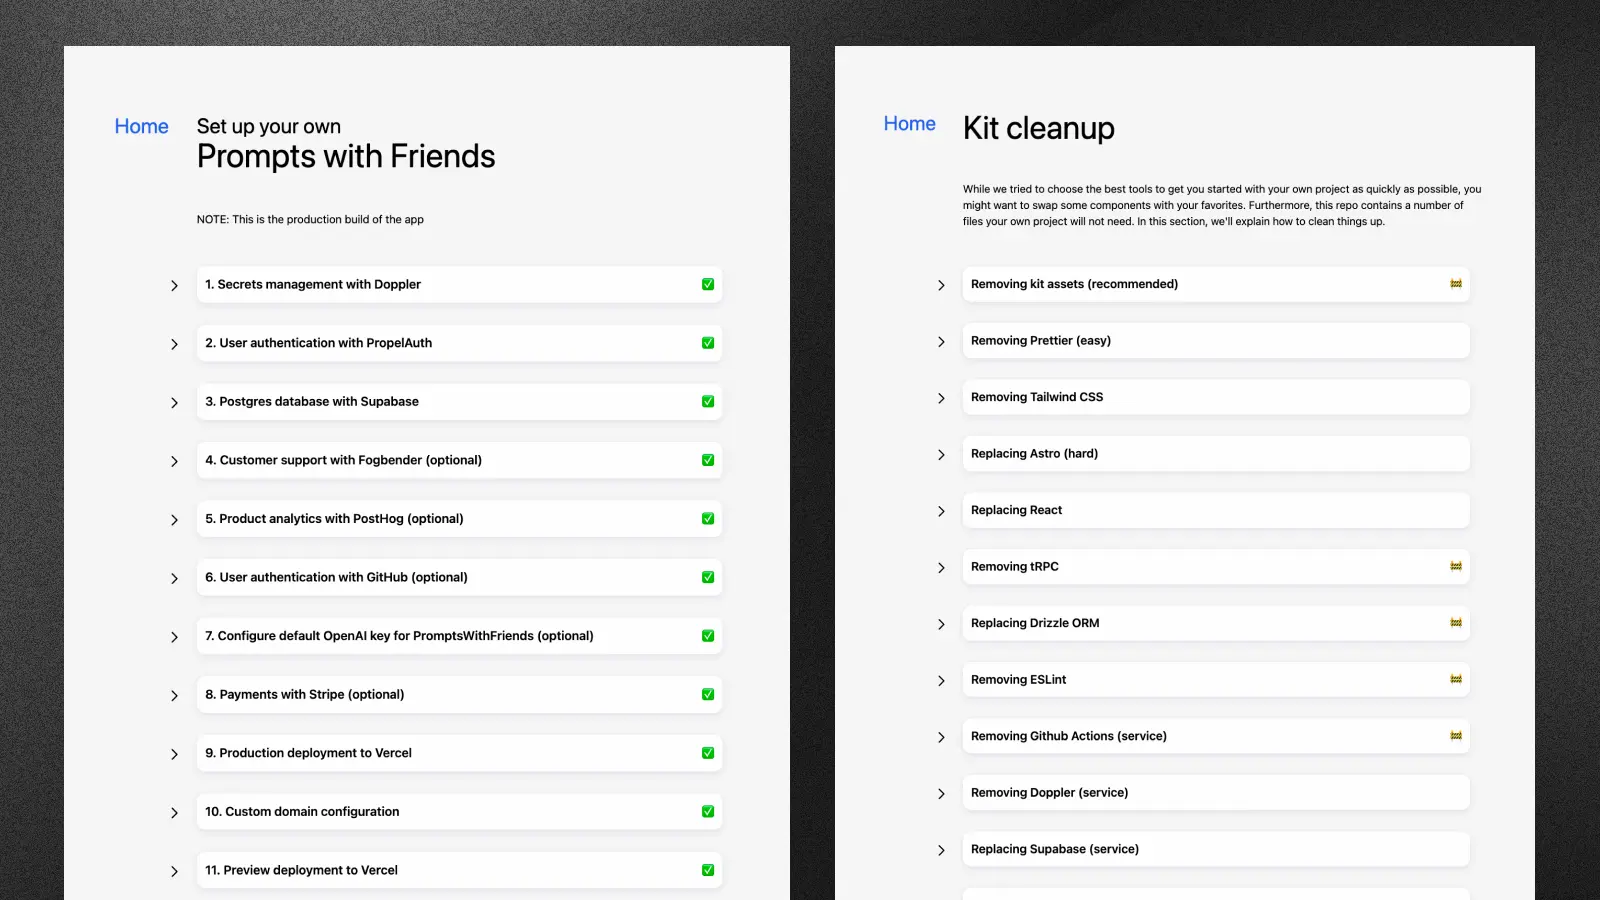 Home
Set up your own
Prompts with Friends
NOTE: This is the production build of the app
1. Secrets management with Doppler
2. User authentication with PropelAuth
3. Postgres database with Supabase
4. Customer support with Fogbender (optional)
5. Product analytics with PostHog (optional)
6. User authentication with GitHub (optional)
7. Configure default OpenAI key for PromptsWithFriends (optional)
8. Payments with Stripe (optional)
9. Production deployment to Vercel
10. Custom domain configuration
11. Preview deployment to Vercel
Home
Kit cleanup
While we tried to choose the best tools to get you started with your own project as quickly as possible, you
might want to swap some components with your favorites. Furthermore, this repo contains a number of
files your own project will not need. In this section, we'll explain how to clean things up.
Removing kit assets (recommended)
Removing Prettier (easy)
Removing Tailwind CSS
Replacing Astro (hard)
Replacing React
Removing tRPC
Replacing Drizzle ORM
Removing ESLint
Removing Github Actions (service)
Removing Doppler (service)
Replacing Supabase (service)